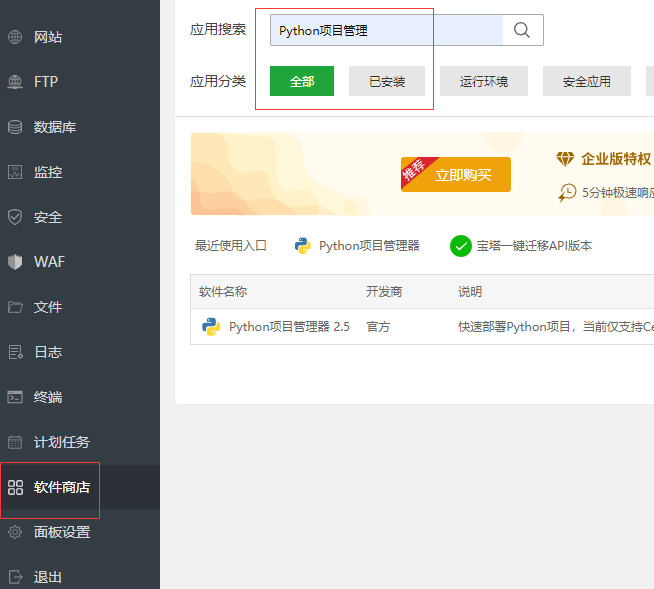 网站
FTP
数据库
监控
安全
WAF
文件
日志
终端
计划任务
软件商店
面板设置
退出
应用搜索 Python项目管理
应用分类 全部 已安装 运行环境 安全应用
推荐 立即购买 企业版特权
5分钟极速响应
最近使用入口 Python项目管理器 宝塔一键迁移API版本
软件名称 开发商 说明
Python项目管理器 2.5 官方 快速部署Python项目，当前仅支持Ce